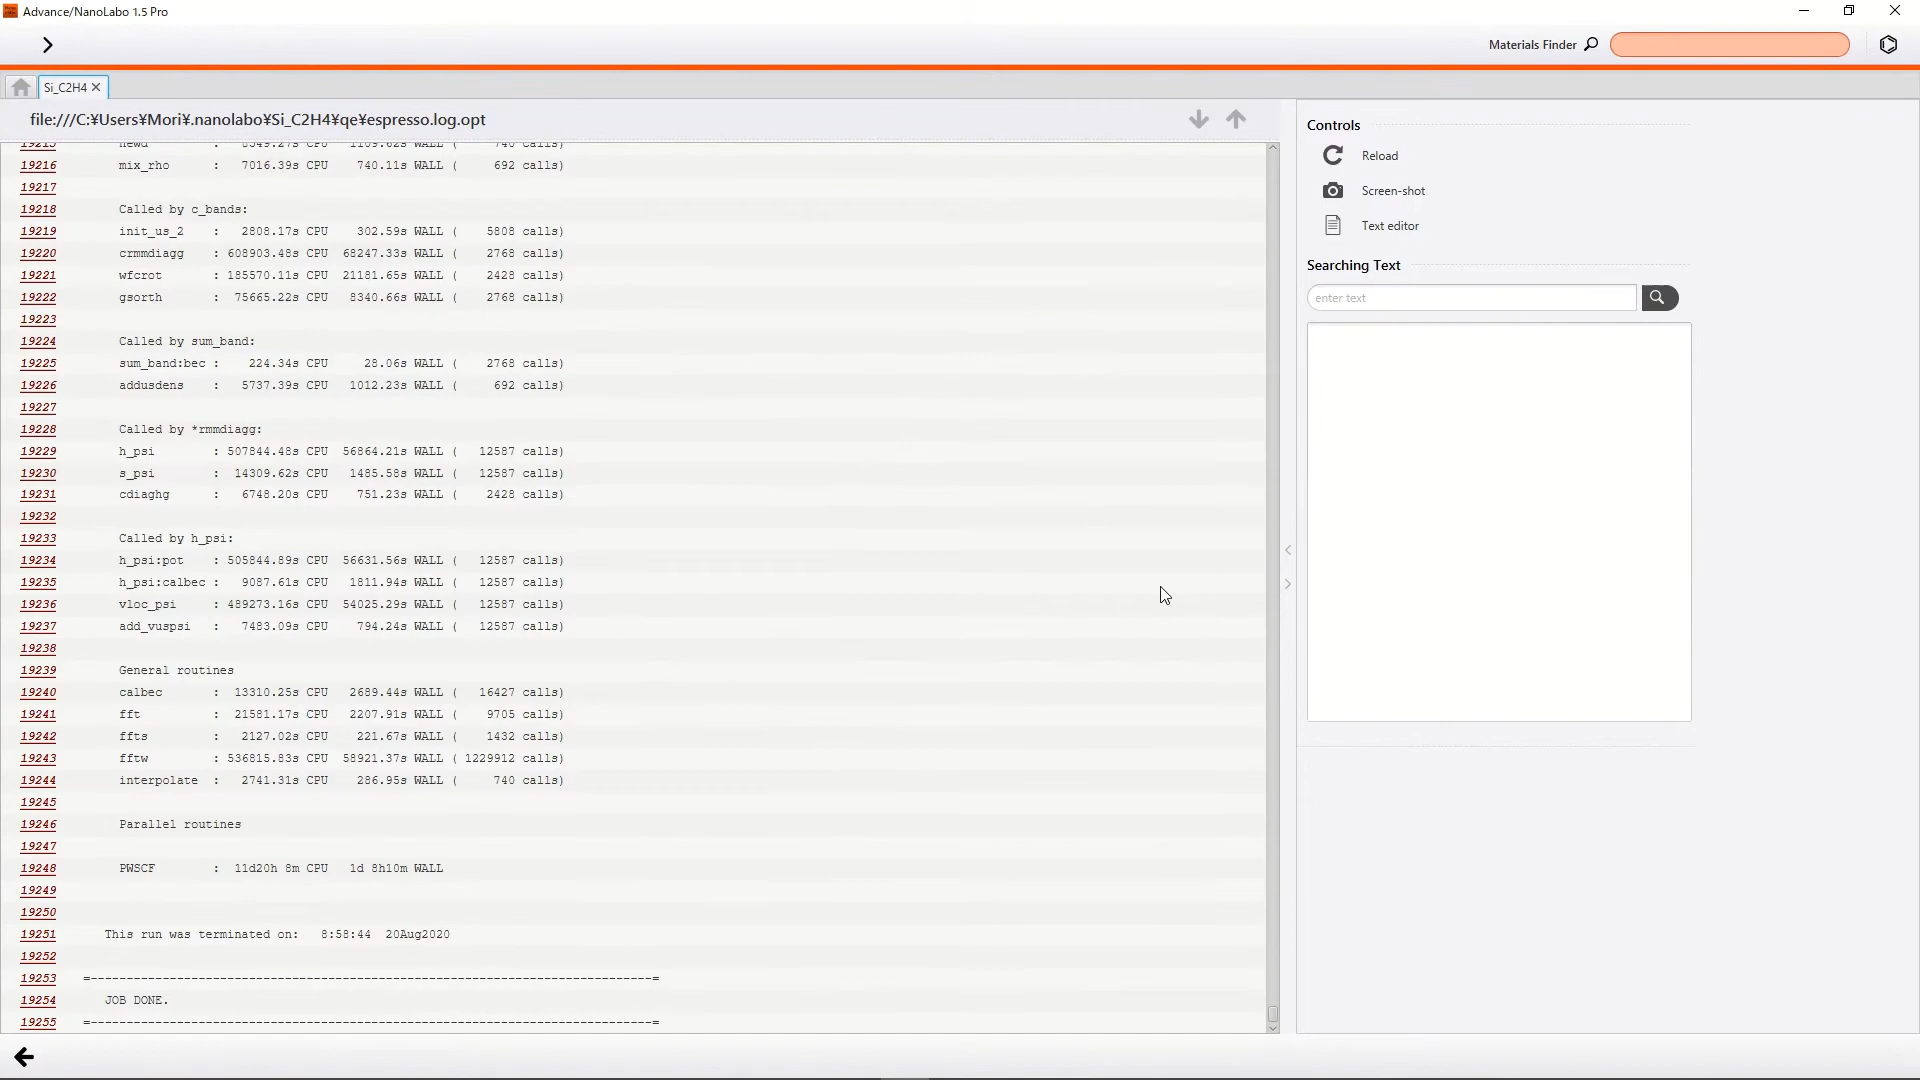 Advance/NanoLabo 1.5 Pro
Materials Finder
Si_C2H4
file:///C:¥Users¥Mori¥.nanolabo¥Si_C2H4¥qe¥espresso.log.opt
19215 newd : 8349.27s CPU 1109.62s WALL ( 740 calls)
19216 mix_rho : 7016.39s CPU 740.11s WALL ( 692 calls)
19217
19218 Called by c_bands:
19219 init_us_2 : 2808.17s CPU 302.59s WALL ( 5808 calls)
19220 crmmdiagg : 608903.48s CPU 68247.33s WALL ( 2768 calls)
19221 wfcrot : 185570.11s CPU 21181.65s WALL ( 2428 calls)
19222 gsorth : 75665.22s CPU 8340.66s WALL ( 2768 calls)
19223
19224 Called by sum_band:
19225 sum_band:bec : 224.34s CPU 28.06s WALL ( 2768 calls)
19226 addusdens : 5737.39s CPU 1012.23s WALL ( 692 calls)
19227
19228 Called by *rmmdiagg:
19229 h_psi : 507844.48s CPU 56864.21s WALL ( 12587 calls)
19230 s_psi : 14309.62s CPU 1485.58s WALL ( 12587 calls)
19231 cdiaghg : 6748.20s CPU 751.23s WALL ( 2428 calls)
19232
19233 Called by h_psi:
19234 h_psi:pot : 505844.89s CPU 56631.56s WALL ( 12587 calls)
19235 h_psi:calbec : 9087.61s CPU 1811.94s WALL ( 12587 calls)
19236 vloc_psi : 489273.16s CPU 54025.29s WALL ( 12587 calls)
19237 add_vuspsi : 7483.09s CPU 794.24s WALL ( 12587 calls)
19238
19239 General routines
19240 calbec : 13310.25s CPU 2689.44s WALL ( 16427 calls)
19241 fft : 21581.17s CPU 2207.91s WALL ( 9705 calls)
19242 ffts : 2127.02s CPU 221.67s WALL ( 1432 calls)
19243 fftw : 536815.83s CPU 58921.37s WALL ( 1229912 calls)
19244 interpolate : 2741.31s CPU 286.95s WALL ( 740 calls)
19245
19246 Parallel routines
19247
19248 PWSCF : 11d20h 8m CPU 1d 8h10m WALL
19249
19250
19251 This run was terminated on: 8:58:44 20Aug2020
19252
19253 =------------------------------------------------------------------------------=
19254 JOB DONE.
19255 =------------------------------------------------------------------------------=
Controls
Reload
Screen-shot
Text editor
Searching Text
enter text